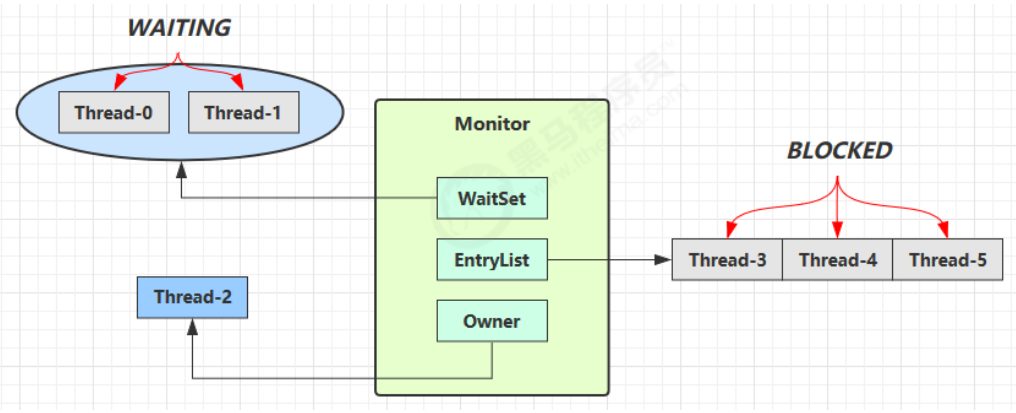 WAITING
Thread-0
Thread-1
Monitor
WaitSet
EntryList
Owner
Thread-2
BLOCKED
Thread-3
Thread-4
Thread-5
黑马程序员
www.itheima.com